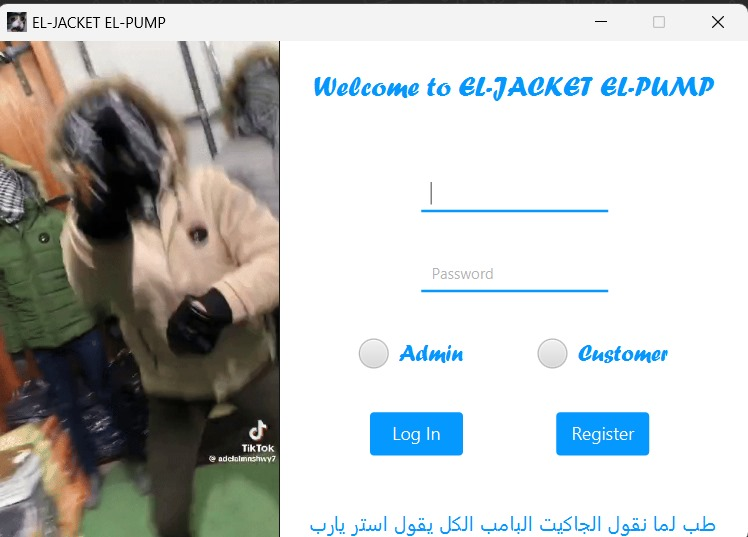 EL-JACKET EL-PUMP
Welcome to EL-JACKET EL-PUMP
Password
Admin
Customer
Log In
Register
TikTok
طب لما نقول الجاكيت البامب الكل يقول استر يارب